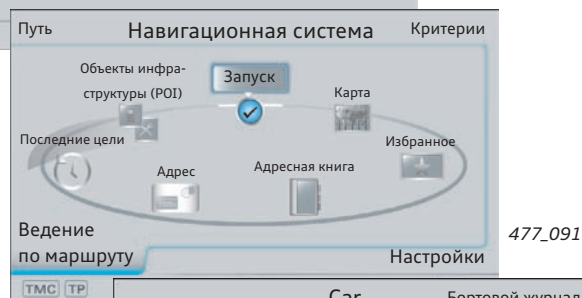 Путь Навигационная система Критерии
Объекты инфра-
структуры (POI)
Запуск
Карта
Последние цели
Избранное
Адрес
Адресная книга
Ведение
по маршруту
Настройки
477_091
TMC TP
Car Бортовой журнал